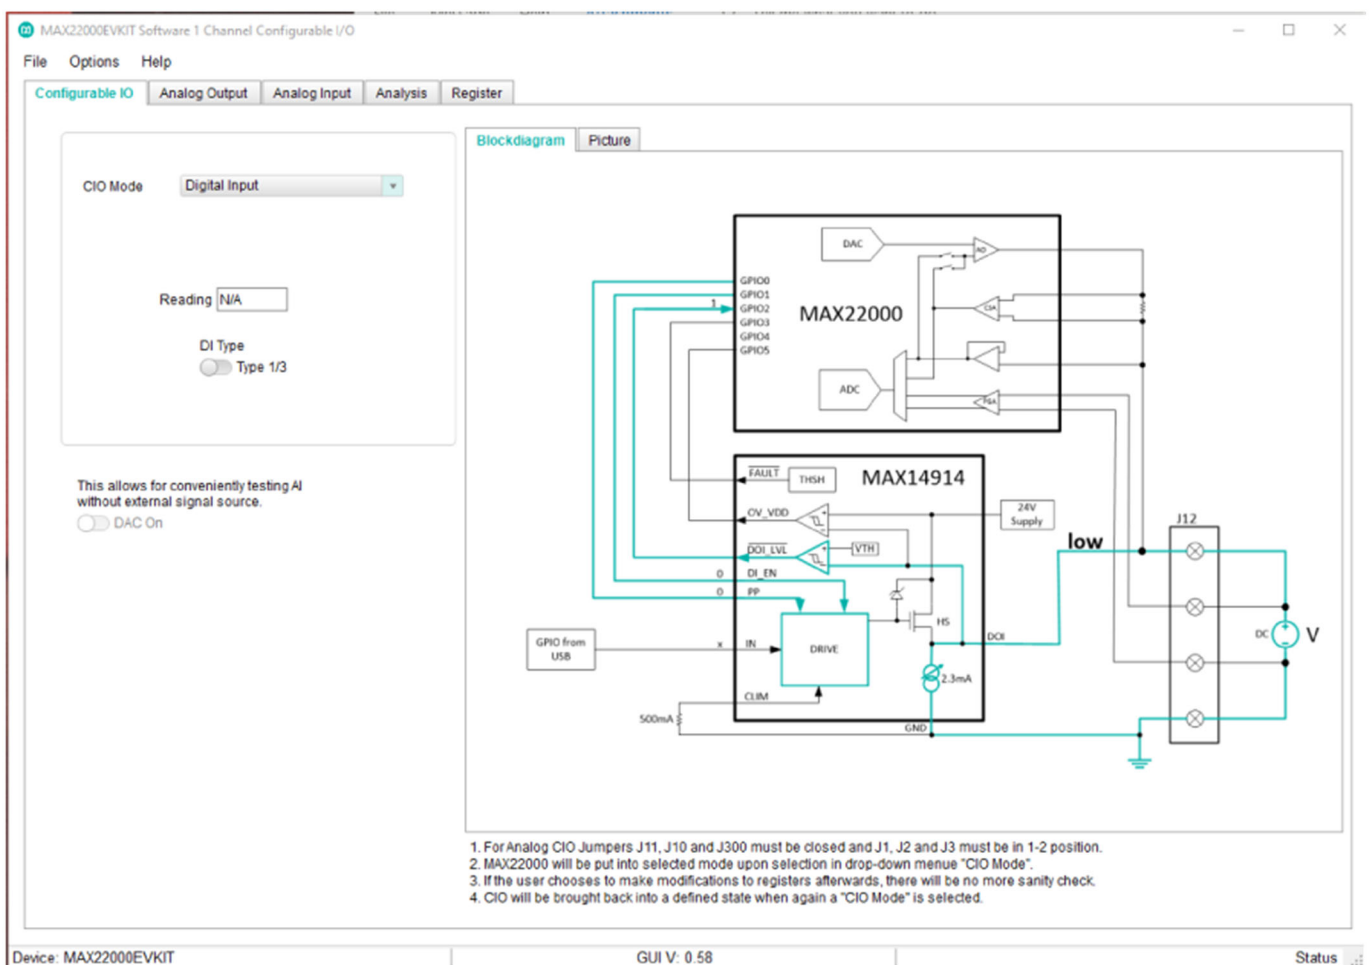 MAX22000EVKIT Software 1 Channel Configurable I/O
File Options Help
Configurable IO Analog Output Analog Input Analysis Register
Blockdiagram Picture
CIO Mode Digital Input
Reading N/A
DI Type
Type 1/3
This allows for conveniently testing AI
without external signal source.
DAC On
DAC
AO
GPIO0
GPIO1
1 GPIO2
GPIO3
GPIO4
GPIO5
MAX22000
CSA
ADC
PGA
FAULT
THSH
MAX14914
OV_VDD
24V
Supply
J12
DOI_LVL
VTH
low
0 DI_EN
0 PP
HS
DOI
DC
V
GPIO from
USB
x IN
DRIVE
2.3mA
CLIM
500mA
GND
1. For Analog CIO Jumpers J11, J10 and J300 must be closed and J1, J2 and J3 must be in 1-2 position.
2. MAX22000 will be put into selected mode upon selection in drop-down menue "CIO Mode".
3. If the user chooses to make modifications to registers afterwards, there will be no more sanity check.
4. CIO will be brought back into a defined state when again a "CIO Mode" is selected.
Device: MAX22000EVKIT GUI V: 0.58 Status